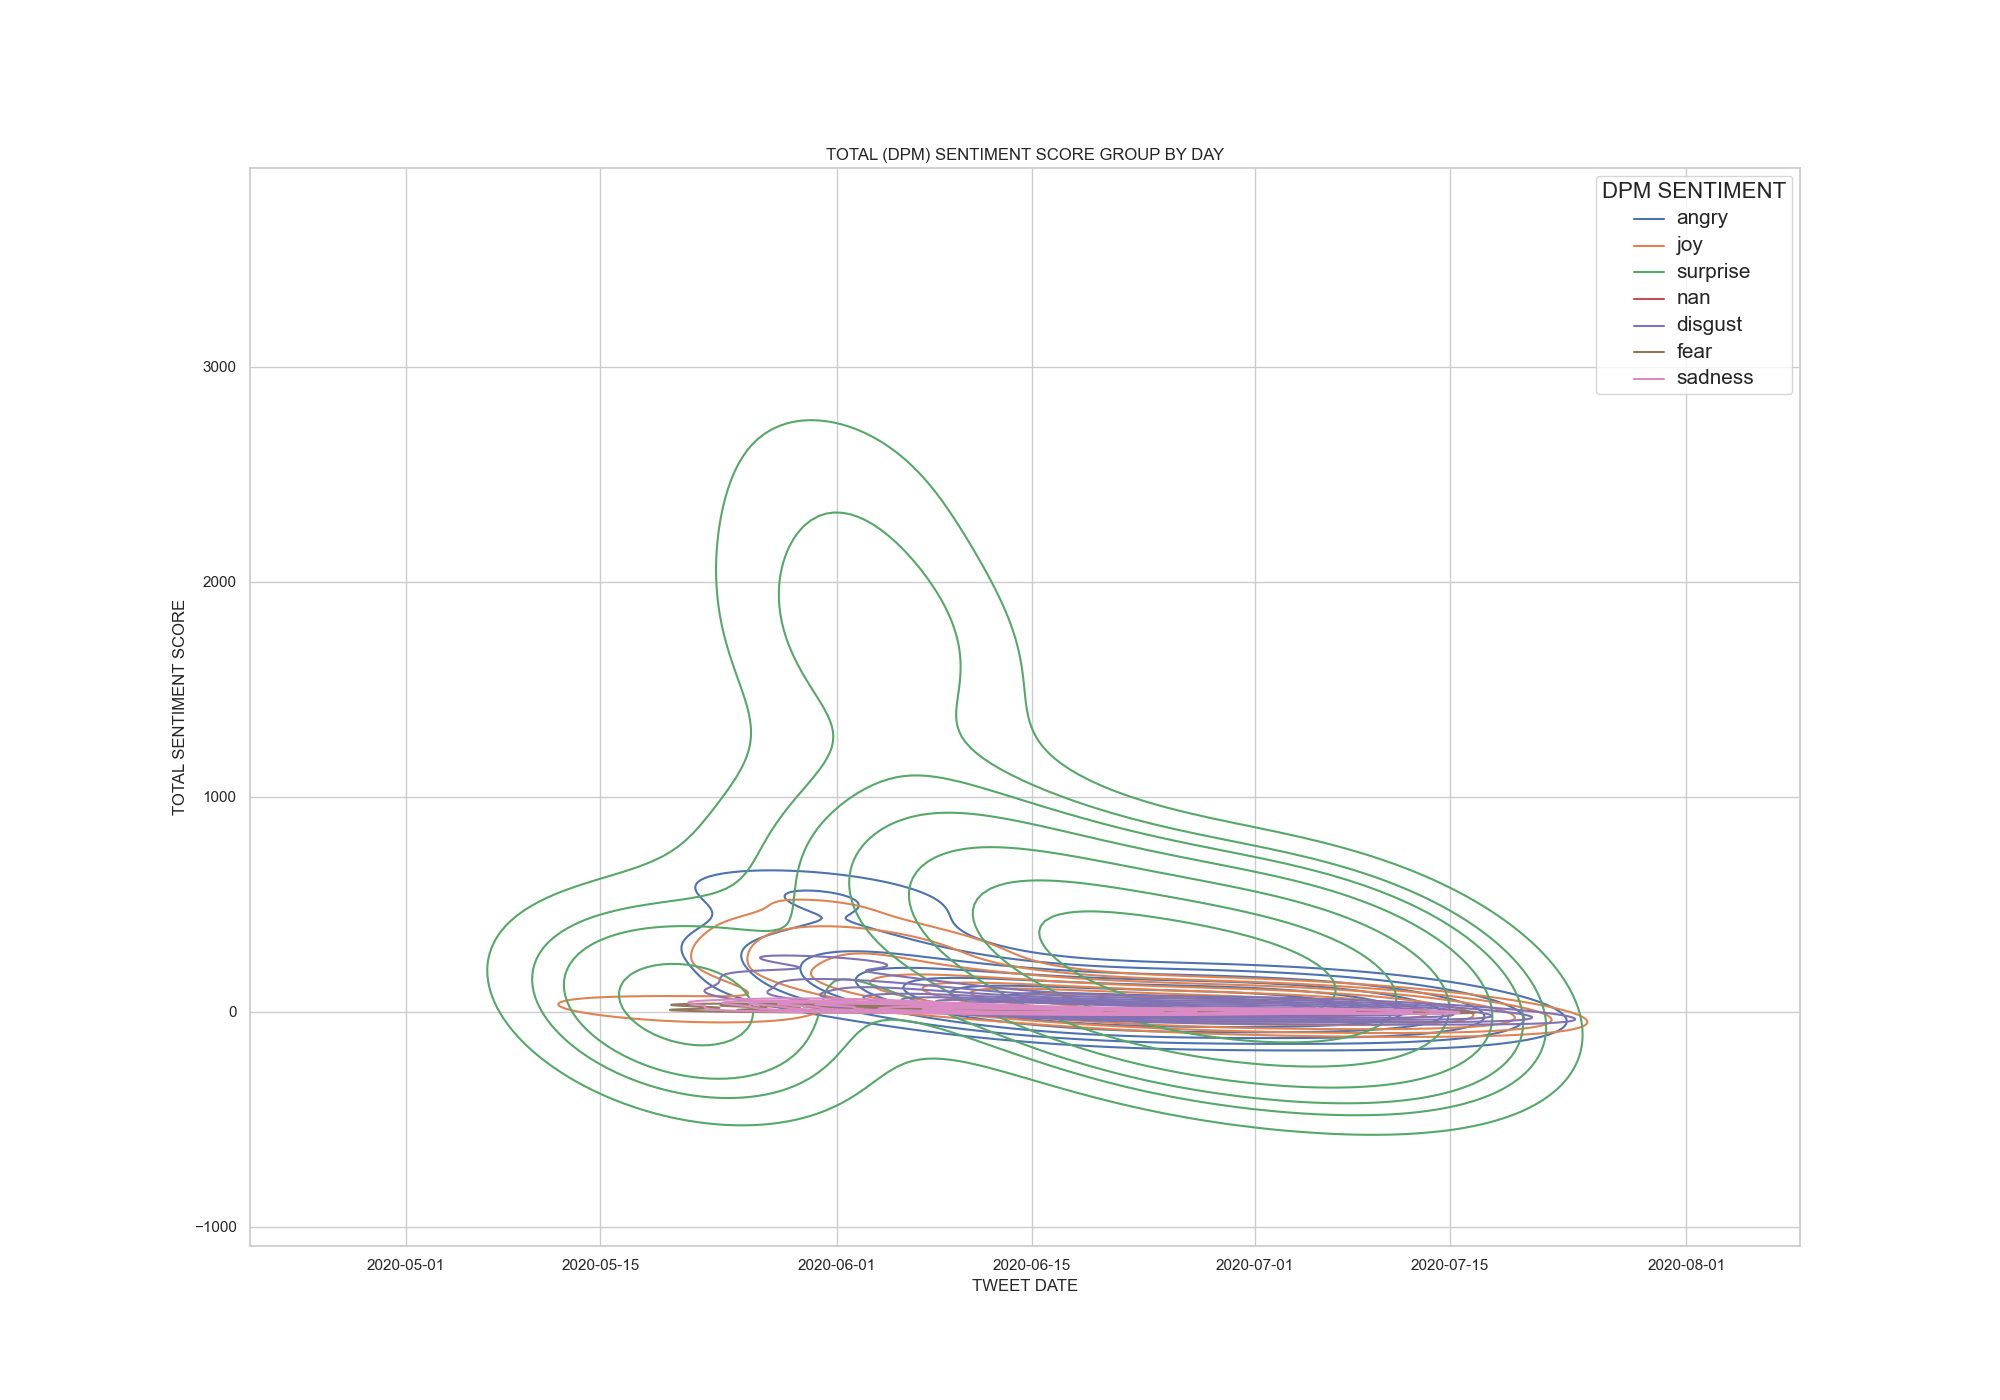 TOTAL (DPM) SENTIMENT SCORE GROUP BY DAY
DPM SENTIMENT
angry
joy
surprise
nan
disgust
fear
sadness
TOTAL SENTIMENT SCORE
3000
2000
1000
0
−1000
2020-05-01 2020-05-15 2020-06-01 2020-06-15 2020-07-01 2020-07-15 2020-08-01
TWEET DATE